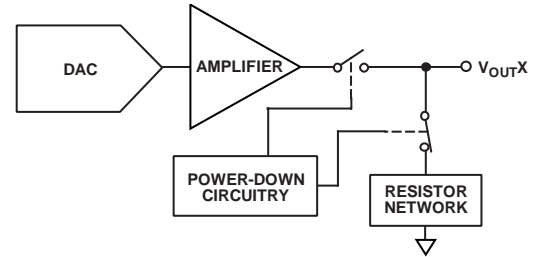 DAC
AMPLIFIER
VOUTX
POWER-DOWN
CIRCUITRY
RESISTOR
NETWORK